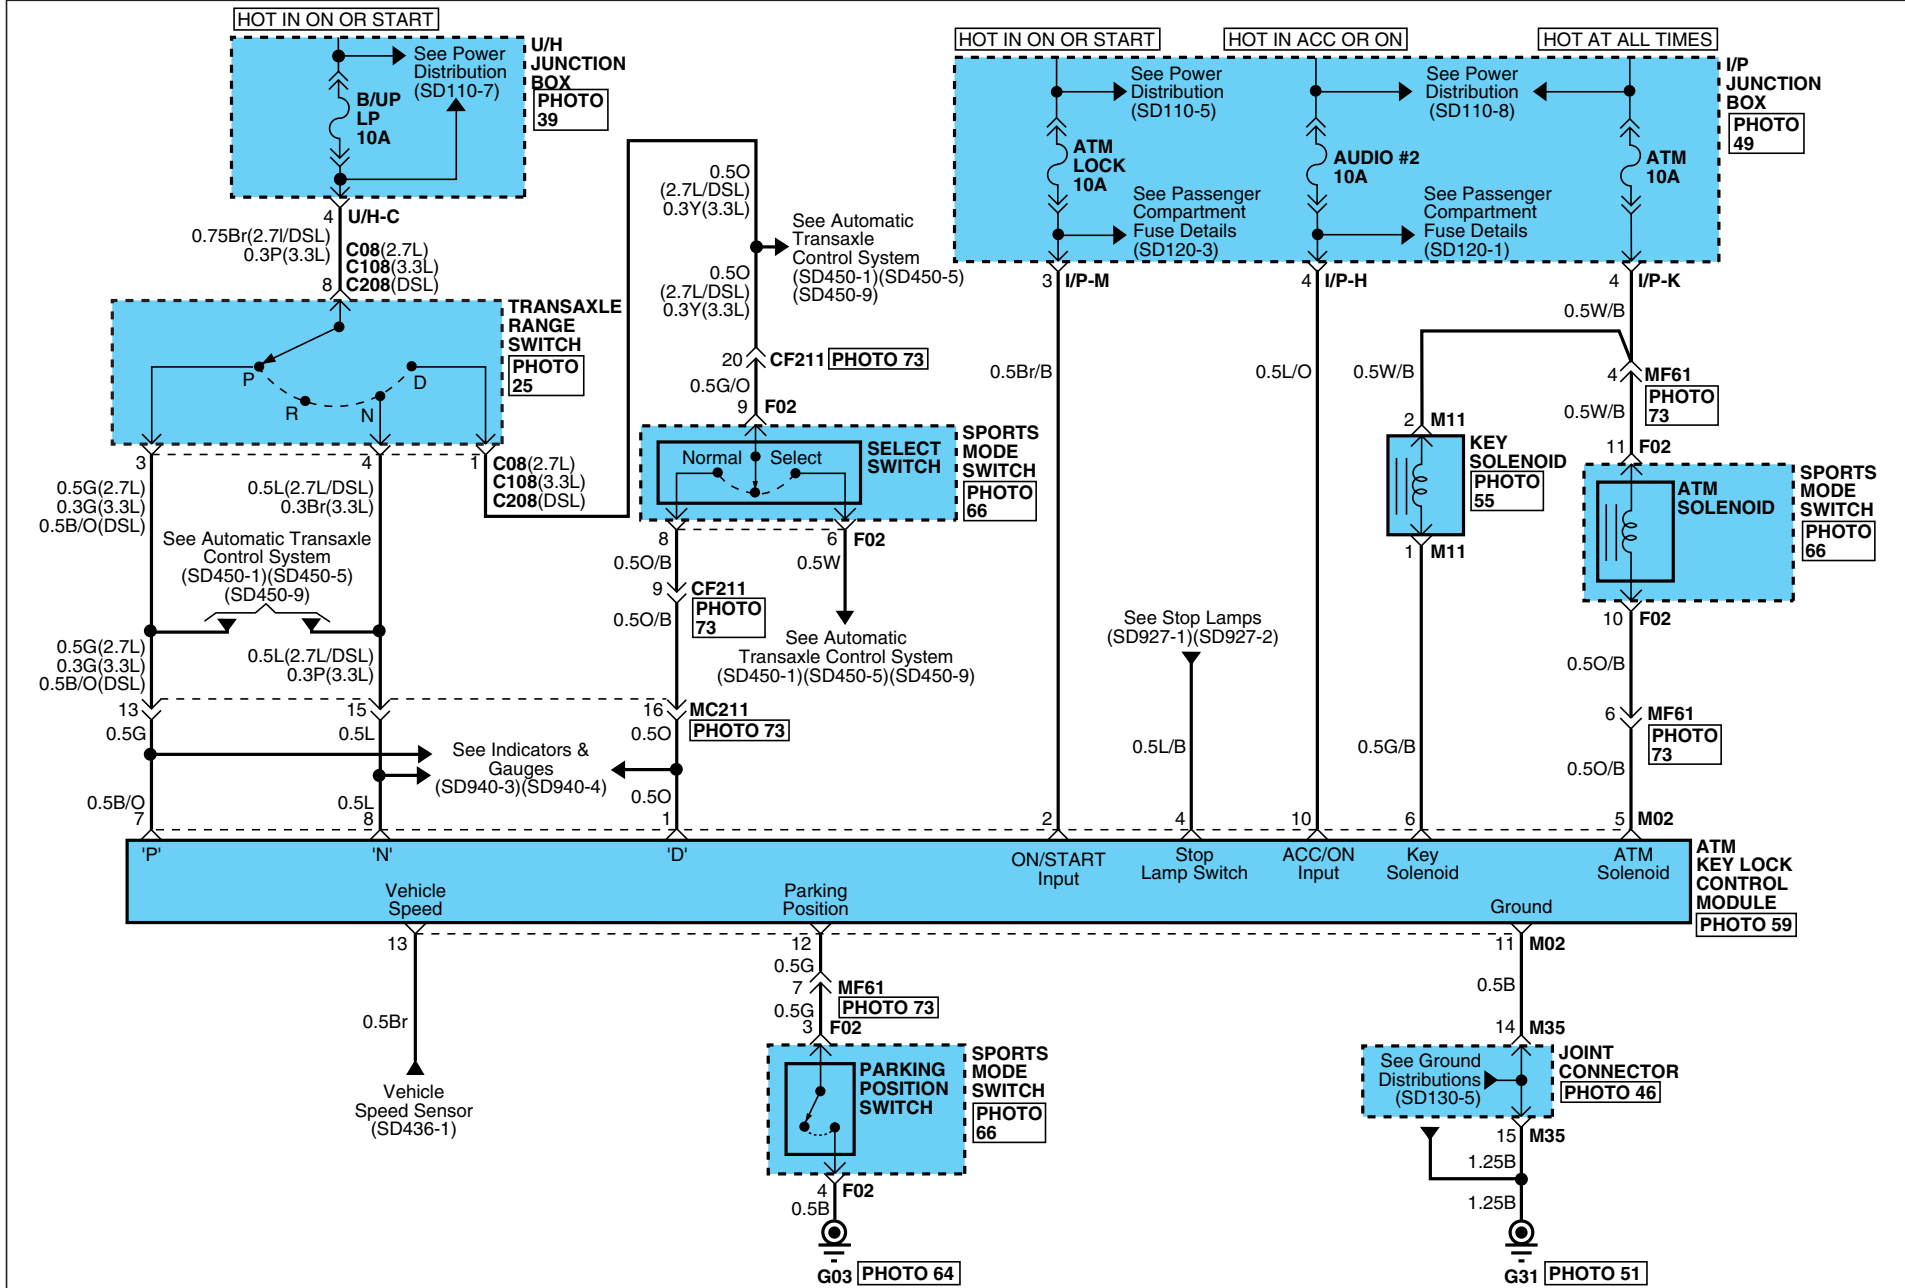 HOT IN ON OR START
See Power
Distribution
(SD110-7)
B/UP
LP
10A
U/H
JUNCTION
BOX
PHOTO
39
4
U/H-C
0.75Br(2.7l/DSL)
0.3P(3.3L)
C08(2.7L)
C108(3.3L)
C208(DSL)
8
TRANSAXLE
RANGE
SWITCH
PHOTO
25
P
R
N
D
3
4
1
C08(2.7L)
C108(3.3L)
C208(DSL)
0.5G(2.7L)
0.3G(3.3L)
0.5B/O(DSL)
0.5L(2.7L/DSL)
0.3Br(3.3L)
See Automatic Transaxle
Control System
(SD450-1)(SD450-5)
(SD450-9)
0.5G(2.7L)
0.3G(3.3L)
0.5B/O(DSL)
0.5L(2.7L/DSL)
0.3P(3.3L)
13
15
16
MC211
PHOTO 73
0.5G
0.5L
0.5O
See Indicators &
Gauges
(SD940-3)(SD940-4)
0.5B/O
0.5L
0.5O
7
8
1
0.5O
(2.7L/DSL)
0.3Y(3.3L)
See Automatic
Transaxle
Control System
(SD450-1)(SD450-5)
(SD450-9)
0.5O
(2.7L/DSL)
0.3Y(3.3L)
20
CF211
PHOTO 73
0.5G/O
9
F02
Normal
Select
SELECT
SWITCH
SPORTS
MODE
SWITCH
PHOTO
66
8
6
F02
0.5O/B
0.5W
9
CF211
PHOTO
73
0.5O/B
See Automatic
Transaxle Control System
(SD450-1)(SD450-5)(SD450-9)
HOT IN ON OR START
HOT IN ACC OR ON
HOT AT ALL TIMES
See Power
Distribution
(SD110-5)
See Power
Distribution
(SD110-8)
I/P
JUNCTION
BOX
PHOTO
49
ATM
LOCK
10A
AUDIO #2
10A
ATM
10A
See Passenger
Compartment
Fuse Details
(SD120-3)
See Passenger
Compartment
Fuse Details
(SD120-1)
3
I/P-M
4
I/P-H
4
I/P-K
0.5W/B
0.5Br/B
0.5L/O
0.5W/B
4
MF61
PHOTO
73
0.5W/B
2
M11
KEY
SOLENOID
PHOTO
55
1
M11
11
F02
ATM
SOLENOID
SPORTS
MODE
SWITCH
PHOTO
66
10
F02
See Stop Lamps
(SD927-1)(SD927-2)
0.5O/B
6
MF61
PHOTO
73
0.5L/B
0.5G/B
0.5O/B
2
4
10
6
5
M02
'P'
'N'
'D'
ON/START
Input
Stop
Lamp Switch
ACC/ON
Input
Key
Solenoid
ATM
Solenoid
ATM
KEY LOCK
CONTROL
MODULE
PHOTO 59
Vehicle
Speed
Parking
Position
Ground
13
12
11
M02
0.5Br
Vehicle
Speed Sensor
(SD436-1)
0.5G
7
MF61
PHOTO 73
0.5G
3
F02
PARKING
POSITION
SWITCH
SPORTS
MODE
SWITCH
PHOTO
66
4
F02
0.5B
G03
PHOTO 64
0.5B
14
M35
See Ground
Distributions
(SD130-5)
JOINT
CONNECTOR
PHOTO 46
15
M35
1.25B
1.25B
G31
PHOTO 51